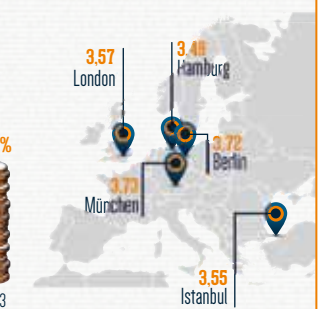 3,57
London
3,48
Hamburg
%
3,72
Berlin
3,73
München
3,55
Istanbul
3